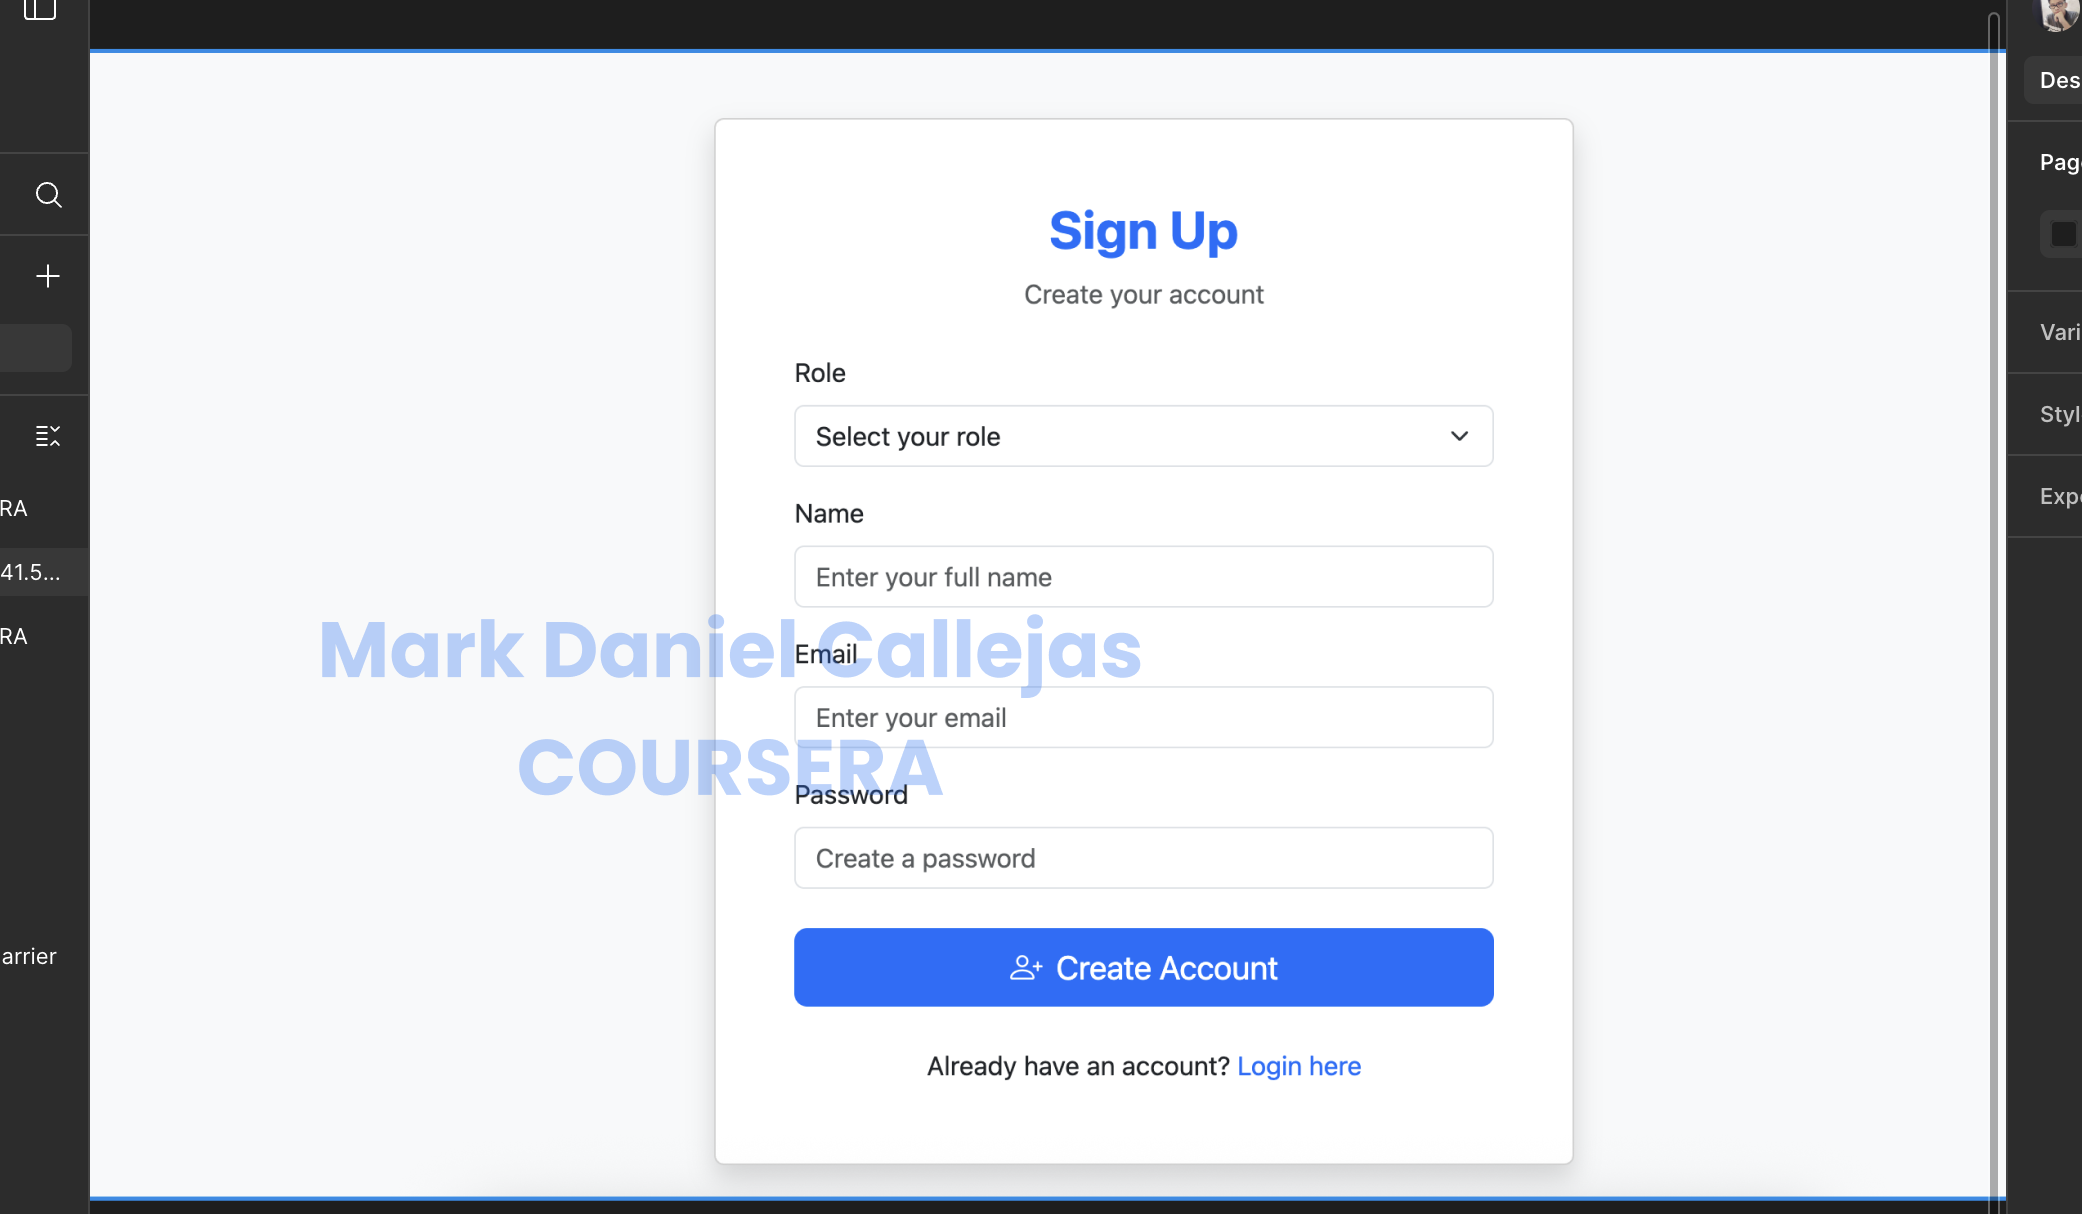 Des
Pag
Vari
Styl
Exp
RA
41.5...
RA
arrier
Sign Up
Create your account
Role
Select your role
Name
Enter your full name
Mark Daniel Callejas
Email
Enter your email
COURSERA
Password
Create a password
Create Account
Already have an account? Login here